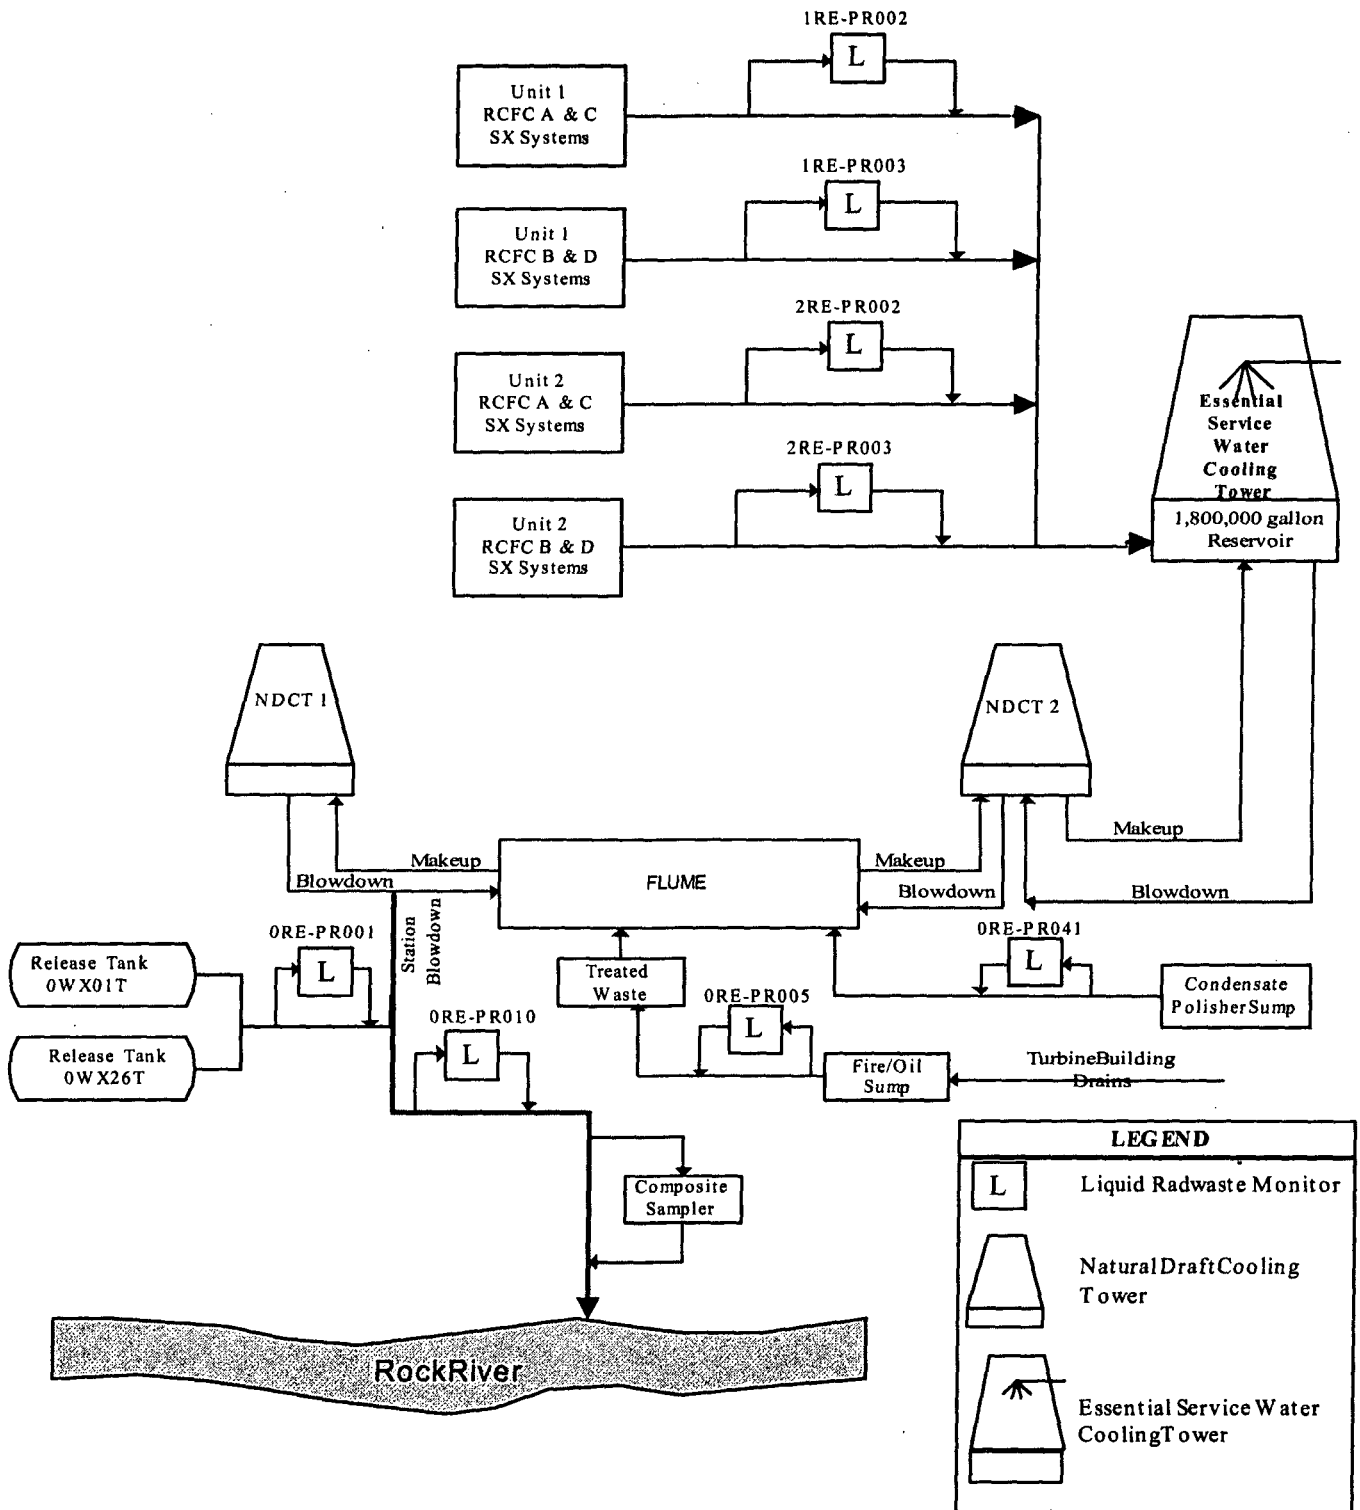 1RE-PR002
L
Unit 1
RCFC A & C
SX Systems
1RE-PR003
L
Unit 1
RCFC B & D
SX Systems
2RE-PR002
L
Unit 2
RCFC A & C
SX Systems
2RE-PR003
L
Unit 2
RCFC B & D
SX Systems
Essential
Service
Water
Cooling
Tower
1,800,000 gallon
Reservoir
NDCT 1
NDCT 2
Makeup
Blowdown
FLUME
Makeup
Blowdown
Makeup
Blowdown
Station
Blowdown
0RE-PR001
L
Release Tank
0WX01T
Release Tank
0WX26T
0RE-PR010
L
Treated
Waste
0RE-PR005
L
0RE-PR041
L
Condensate
Polisher Sump
Fire/Oil
Sump
Turbine Building
Drains
Composite
Sampler
RockRiver
LEGEND
L
Liquid Radwaste Monitor
Natural Draft Cooling
Tower
Essential Service Water
Cooling Tower